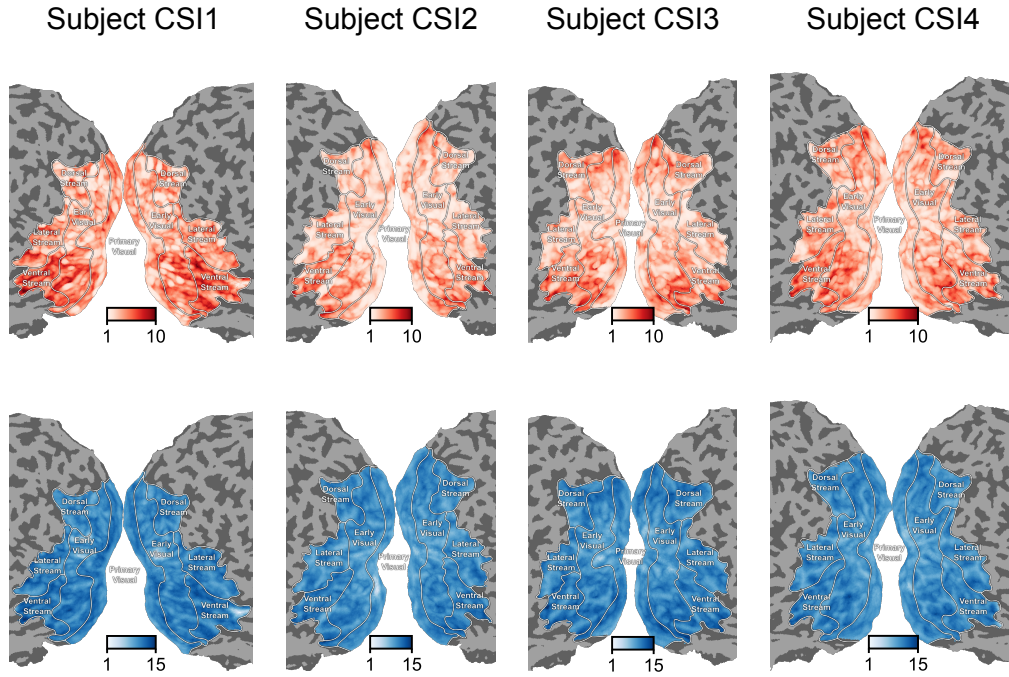 Subject CSI1
Subject CSI2
Subject CSI3
Subject CSI4
Dorsal
Stream
Dorsal
Stream
Early
Visual
Early
Visual
Lateral
Stream
Lateral
Stream
Primary
Visual
Ventral
Stream
Ventral
Stream
1 10
Dorsal
Stream
Dorsal
Stream
Early
Visual
Early
Visual
Lateral
Stream
Lateral
Stream
Primary
Visual
Ventral
Stream
Ventral
Stream
1 10
Dorsal
Stream
Dorsal
Stream
Early
Visual
Early
Visual
Lateral
Stream
Lateral
Stream
Primary
Visual
Ventral
Stream
Ventral
Stream
1 10
Dorsal
Stream
Dorsal
Stream
Early
Visual
Early
Visual
Lateral
Stream
Lateral
Stream
Primary
Visual
Ventral
Stream
Ventral
Stream
1 10
Dorsal
Stream
Dorsal
Stream
Early
Visual
Early
Visual
Lateral
Stream
Lateral
Stream
Primary
Visual
Ventral
Stream
Ventral
Stream
1 15
Dorsal
Stream
Dorsal
Stream
Early
Visual
Early
Visual
Lateral
Stream
Lateral
Stream
Primary
Visual
Ventral
Stream
Ventral
Stream
1 15
Dorsal
Stream
Dorsal
Stream
Early
Visual
Early
Visual
Lateral
Stream
Lateral
Stream
Primary
Visual
Ventral
Stream
Ventral
Stream
1 15
Dorsal
Stream
Dorsal
Stream
Early
Visual
Early
Visual
Lateral
Stream
Lateral
Stream
Primary
Visual
Ventral
Stream
Ventral
Stream
1 15